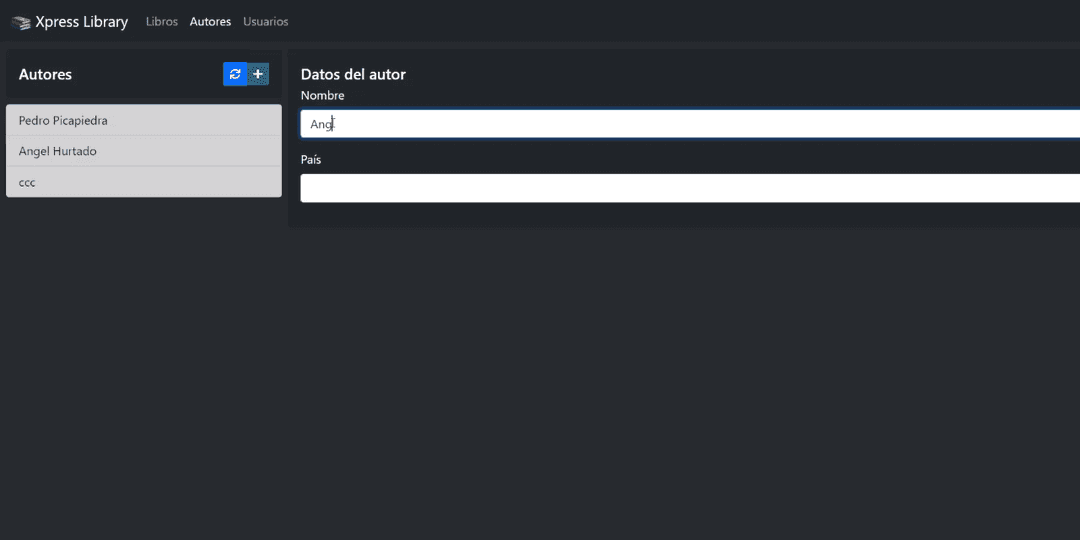 Xpress Library Libros Autores Usuarios
Autores
Pedro Picapiedra
Angel Hurtado
ccc
Datos del autor
Nombre
Ang
País